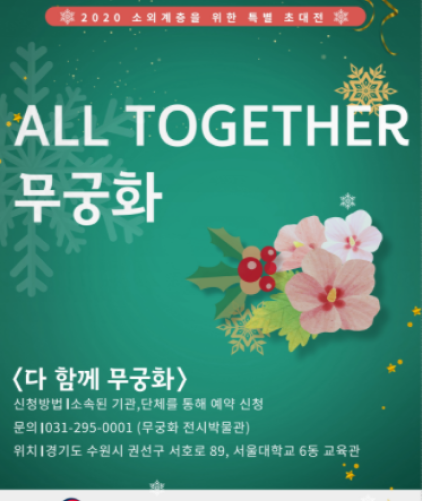 2020 소외계층을 위한 특별 초대전
ALL TOGETHER
무궁화
〈다 함께 무궁화〉
신청방법 | 소속된 기관,단체를 통해 예약 신청
문의 | 031-295-0001 (무궁화 전시박물관)
위치 | 경기도 수원시 권선구 서호로 89, 서울대학교 6동 교육관